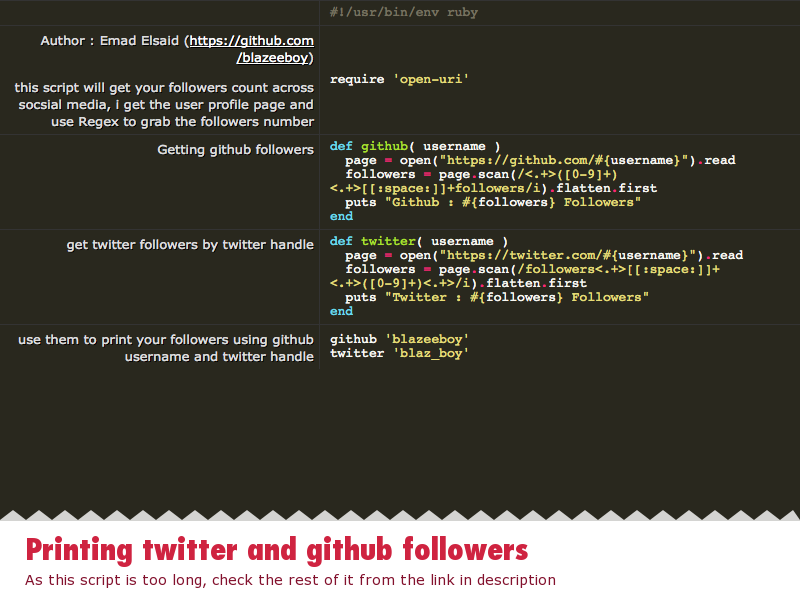 #!/usr/bin/env ruby
Author : Emad Elsaid (https://github.com
/blazeeboy)
this script will get your followers count across
socsial media, i get the user profile page and
use Regex to grab the followers number
require 'open-uri'
Getting github followers
def github( username )
  page = open("https://github.com/#{username}").read
  followers = page.scan(/<.+>([0-9]+)
<.+>[[:space:]]+followers/i).flatten.first
  puts "Github : #{followers} Followers"
end
get twitter followers by twitter handle
def twitter( username )
  page = open("https://twitter.com/#{username}").read
  followers = page.scan(/followers<.+>[[:space:]]+
<.+>([0-9]+)<.+>/i).flatten.first
  puts "Twitter : #{followers} Followers"
end
use them to print your followers using github
username and twitter handle
github 'blazeeboy'
twitter 'blaz_boy'
Printing twitter and github followers
As this script is too long, check the rest of it from the link in description